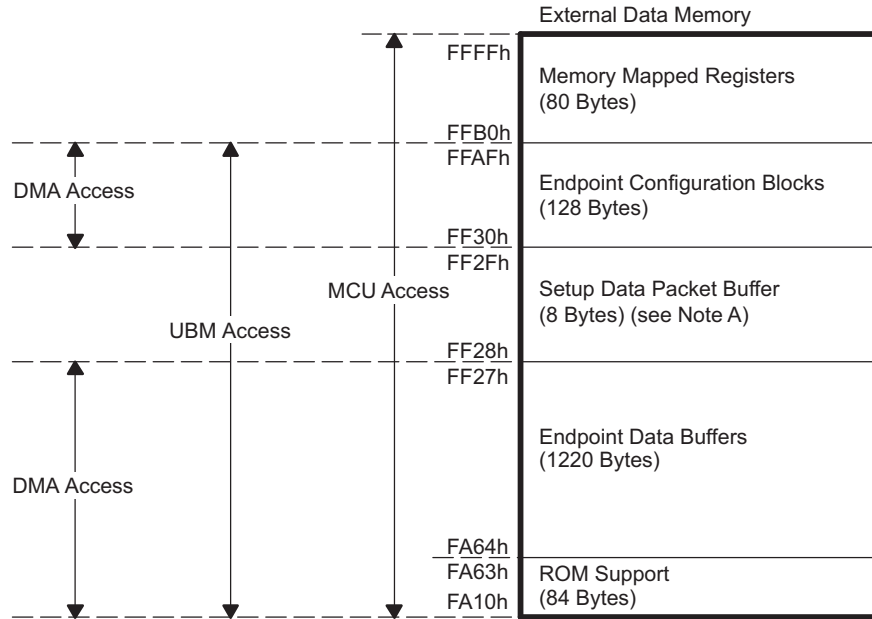 External Data Memory
FFFFh
Memory Mapped Registers
(80 Bytes)
FFB0h
FFAFh
DMA Access
Endpoint Configuration Blocks
(128 Bytes)
FF30h
FF2Fh
MCU Access
Setup Data Packet Buffer
(8 Bytes) (see Note A)
UBM Access
FF28h
FF27h
Endpoint Data Buffers
(1220 Bytes)
DMA Access
FA64h
FA63h
ROM Support
(84 Bytes)
FA10h